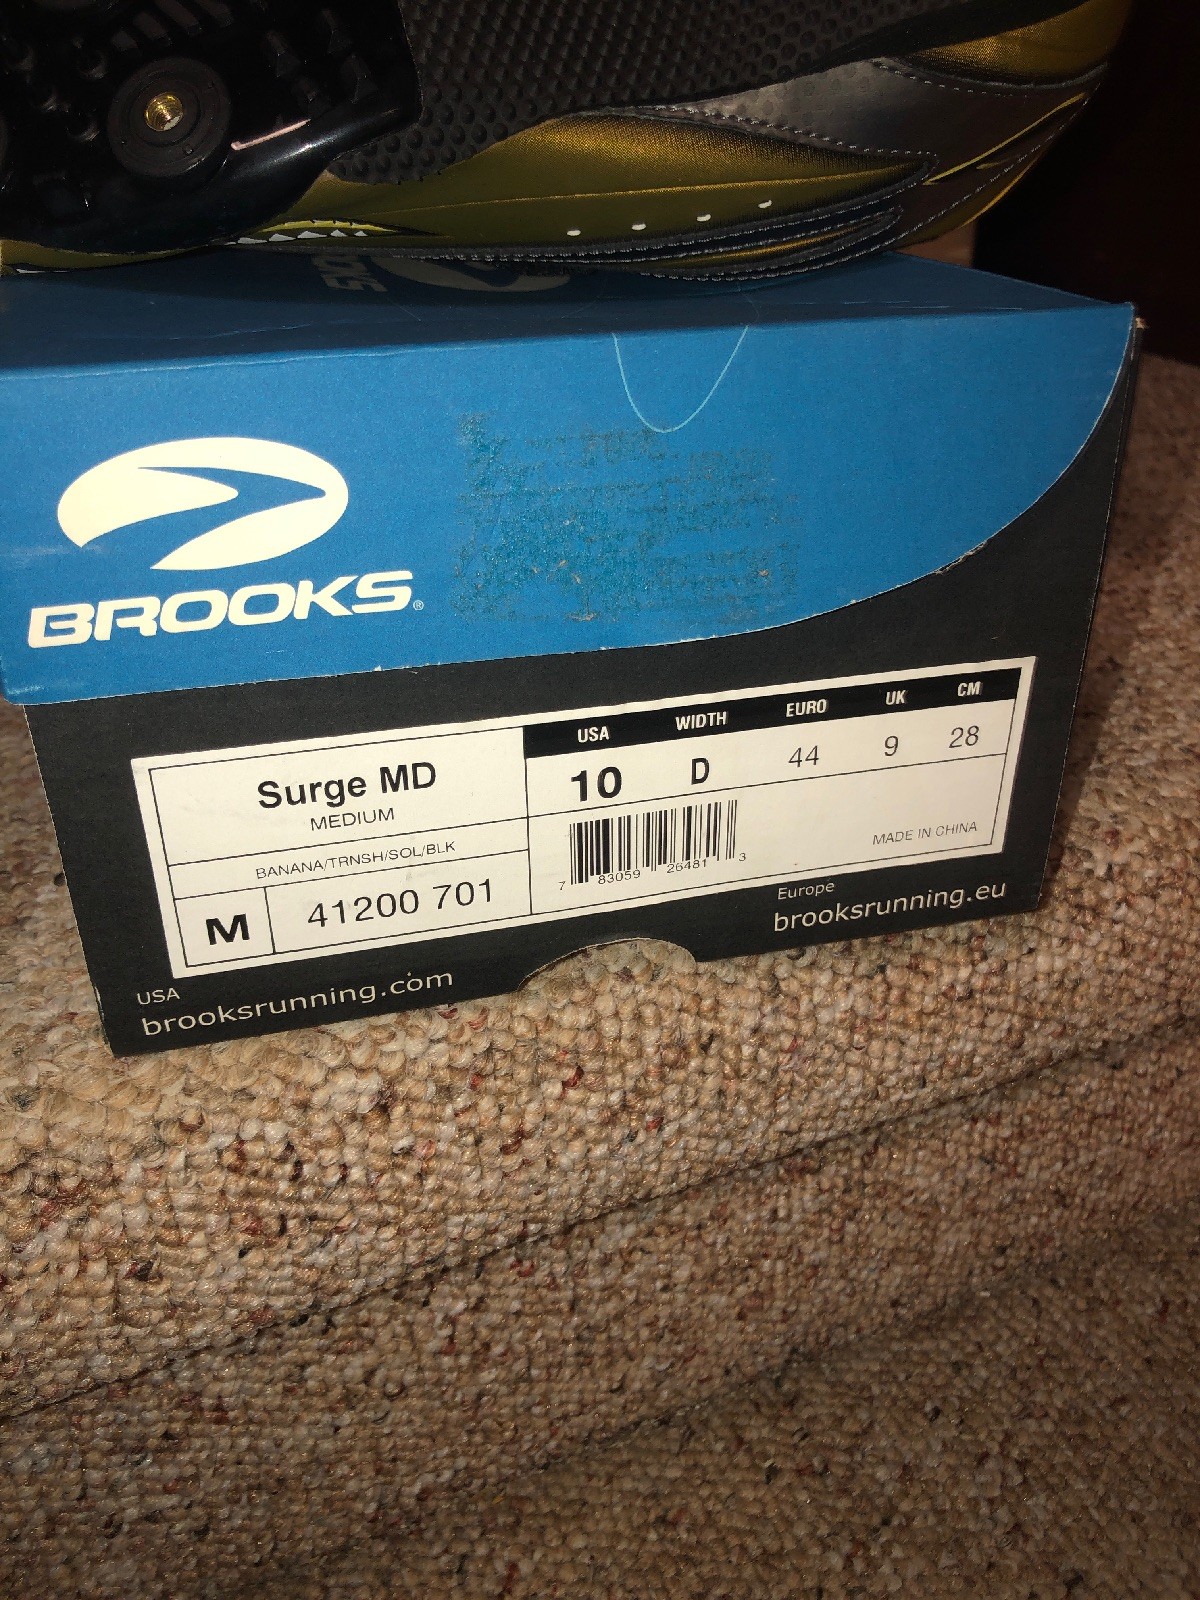 BROOKS®
USA WIDTH EURO UK CM
10 D 44 9 28
Surge MD
MEDIUM
BANANA/TRNSH/SOL/BLK
M 41200 701
7 83059 26481 3
MADE IN CHINA
USA
brooksrunning.com
Europe
brooksrunning.eu